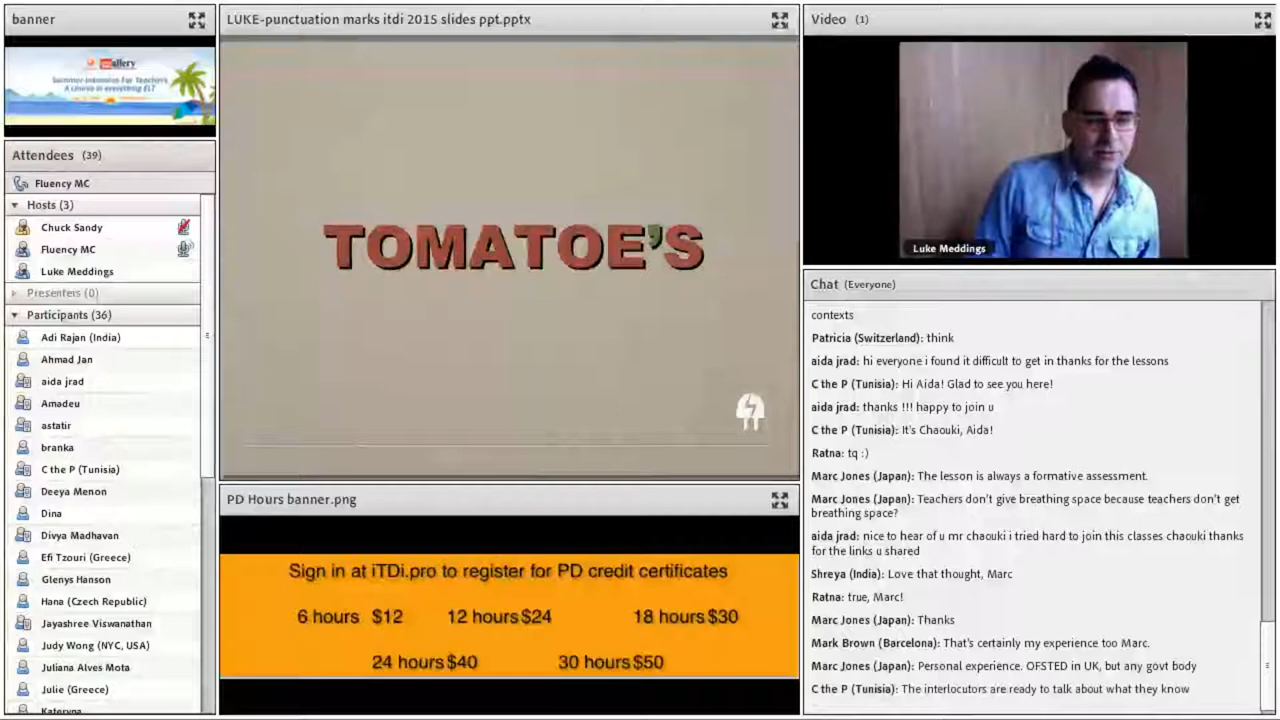 banner
allery
Summer Intensive For Teachers
A course in everything ELT
Attendees (39)
Fluency MC
Hosts (3)
Chuck Sandy
Fluency MC
Luke Meddings
Presenters (0)
Participants (36)
Adi Rajan (India)
Ahmad Jan
aida jrad
Amadeu
astatir
branka
C the P (Tunisia)
Deeya Menon
Dina
Divya Madhavan
Efi Tzouri (Greece)
Glenys Hanson
Hana (Czech Republic)
Jayashree Viswanathan
Judy Wong (NYC, USA)
Juliana Alves Mota
Julie (Greece)
Kateryna
LUKE-punctuation marks itdi 2015 slides ppt.pptx
TOMATOE'S
PD Hours banner.png
Sign in at iTDi.pro to register for PD credit certificates
6 hours $12 12 hours $24 18 hours $30
24 hours $40 30 hours $50
Video (1)
Luke Meddings
Chat (Everyone)
contexts
Patricia (Switzerland): think
aida jrad: hi everyone i found it difficult to get in thanks for the lessons
C the P (Tunisia): Hi Aida! Glad to see you here!
aida jrad: thanks !!! happy to join u
C the P (Tunisia): It's Chaouki, Aida!
Ratna: tq :)
Marc Jones (Japan): The lesson is always a formative assessment.
Marc Jones (Japan): Teachers don't give breathing space because teachers don't get
breathing space?
aida jrad: nice to hear of u mr chaouki i tried hard to join this classes chaouki thanks
for the links u shared
Shreya (India): Love that thought, Marc
Ratna: true, Marc!
Marc Jones (Japan): Thanks
Mark Brown (Barcelona): That's certainly my experience too Marc.
Marc Jones (Japan): Personal experience. OFSTED in UK, but any govt body
C the P (Tunisia): The interlocutors are ready to talk about what they know